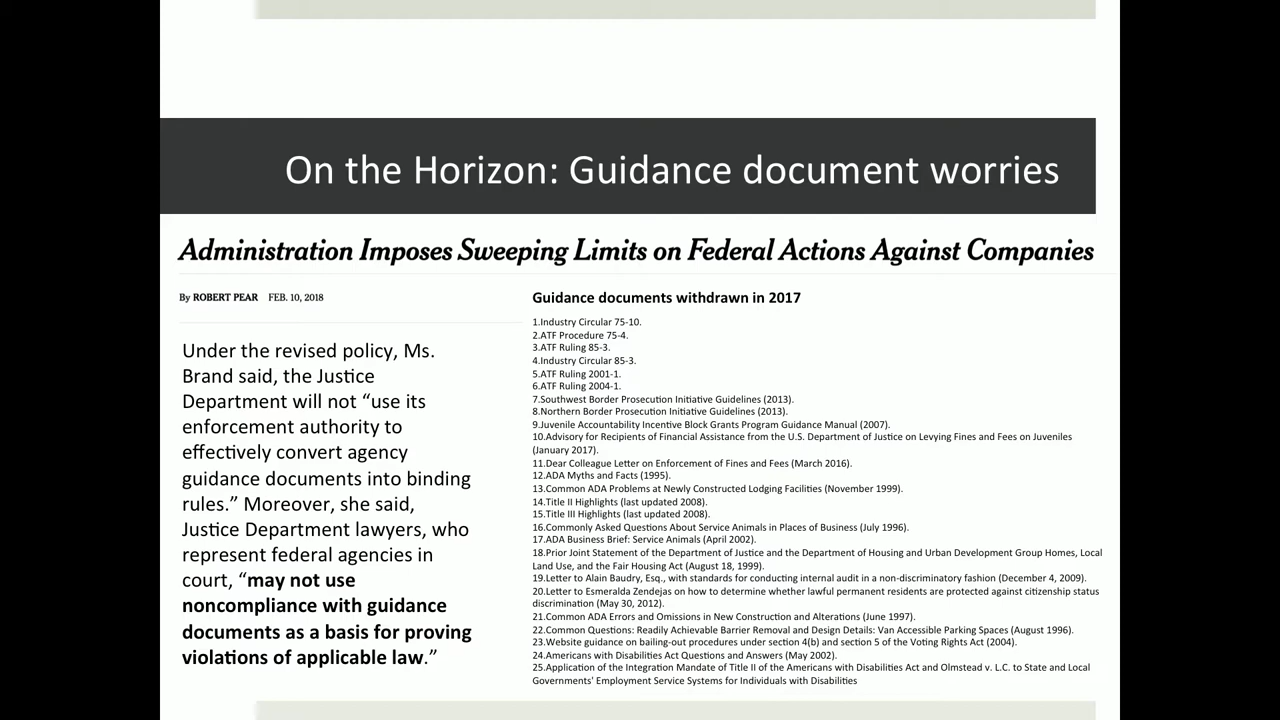 On the Horizon: Guidance document worries
Administration Imposes Sweeping Limits on Federal Actions Against Companies
By ROBERT PEAR FEB. 10, 2018
Under the revised policy, Ms.
Brand said, the Justice
Department will not “use its
enforcement authority to
effectively convert agency
guidance documents into binding
rules.” Moreover, she said,
Justice Department lawyers, who
represent federal agencies in
court, “may not use
noncompliance with guidance
documents as a basis for proving
violations of applicable law.”
Guidance documents withdrawn in 2017
1.Industry Circular 75-10.
2.ATF Procedure 75-4.
3.ATF Ruling 85-3.
4.Industry Circular 85-3.
5.ATF Ruling 2001-1.
6.ATF Ruling 2004-1.
7.Southwest Border Prosecution Initiative Guidelines (2013).
8.Northern Border Prosecution Initiative Guidelines (2013).
9.Juvenile Accountability Incentive Block Grants Program Guidance Manual (2007).
10.Advisory for Recipients of Financial Assistance from the U.S. Department of Justice on Levying Fines and Fees on Juveniles
(January 2017).
11.Dear Colleague Letter on Enforcement of Fines and Fees (March 2016).
12.ADA Myths and Facts (1995).
13.Common ADA Problems at Newly Constructed Lodging Facilities (November 1999).
14.Title II Highlights (last updated 2008).
15.Title III Highlights (last updated 2008).
16.Commonly Asked Questions About Service Animals in Places of Business (July 1996).
17.ADA Business Brief: Service Animals (April 2002).
18.Prior Joint Statement of the Department of Justice and the Department of Housing and Urban Development Group Homes, Local
Land Use, and the Fair Housing Act (August 18, 1999).
19.Letter to Alain Baudry, Esq., with standards for conducting internal audit in a non-discriminatory fashion (December 4, 2009).
20.Letter to Esmeralda Zendejas on how to determine whether lawful permanent residents are protected against citizenship status
discrimination (May 30, 2012).
21.Common ADA Errors and Omissions in New Construction and Alterations (June 1997).
22.Common Questions: Readily Achievable Barrier Removal and Design Details: Van Accessible Parking Spaces (August 1996).
23.Website guidance on bailing-out procedures under section 4(b) and section 5 of the Voting Rights Act (2004).
24.Americans with Disabilities Act Questions and Answers (May 2002).
25.Application of the Integration Mandate of Title II of the Americans with Disabilities Act and Olmstead v. L.C. to State and Local
Governments' Employment Service Systems for Individuals with Disabilities